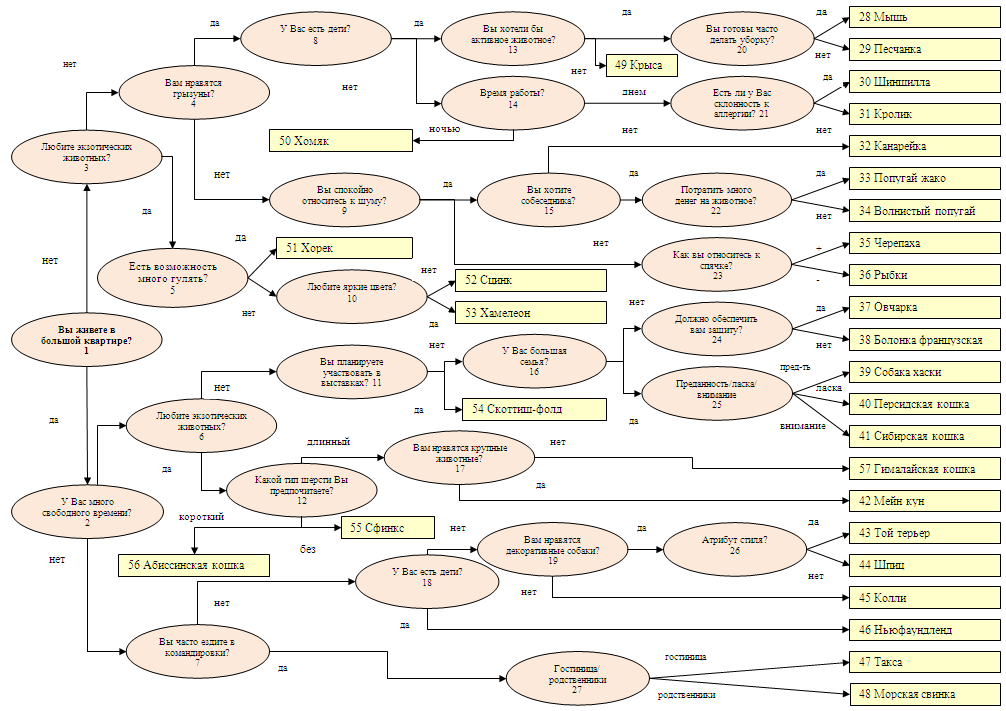 да
У Вас есть дети?
8
да
Вы хотели бы
активное животное?
13
да
Вы готовы часто
делать уборку?
20
да
28 Мышь
нет
29 Песчанка
нет
49 Крыса
нет
Вам нравятся
грызуны?
4
нет
Время работы?
14
днем
Есть ли у Вас
склонность к
аллергии? 21
да
30 Шиншилла
нет
31 Кролик
ночью
50 Хомяк
нет
32 Канарейка
Любите экзотических
животных?
3
нет
Вы спокойно
относитесь к шуму?
9
да
Вы хотите
собеседника?
15
да
Потратить много
денег на животное?
22
да
33 Попугай жако
нет
34 Волнистый попугай
да
нет
Как вы относитесь к
спячке?
23
+
35 Черепаха
-
36 Рыбки
да
51 Хорек
Есть возможность
много гулять?
5
нет
Любите яркие цвета?
10
нет
52 Сцинк
да
53 Хамелеон
нет
Вы живете в
большой квартире?
1
нет
Должно обеспечить
вам защиту?
24
да
37 Овчарка
нет
38 Болонка французская
Вы планируете
участвовать в
выставках? 11
нет
У Вас большая
семья?
16
да
54 Скоттиш-фолд
да
Преданность/ласка/
внимание
25
пред-ть
39 Собака хаски
ласка
40 Персидская кошка
внимание
41 Сибирская кошка
да
Любите экзотических
животных?
6
нет
да
длинный
Какой тип шерсти Вы
предпочитаете?
12
Вам нравятся крупные
животные?
17
нет
57 Гималайская кошка
да
42 Мейн кун
У Вас много
свободного времени?
2
короткий
55 Сфинкс
без
56 Абиссинская кошка
нет
У Вас есть дети?
18
нет
Вам нравятся
декоративные собаки?
19
да
Атрибут стиля?
26
да
43 Той терьер
нет
44 Шпиц
нет
45 Колли
да
46 Ньюфаундленд
нет
Вы часто ездите в
командировки?
7
да
Гостиница/
родственники
27
гостиница
47 Такса
родственники
48 Морская свинка